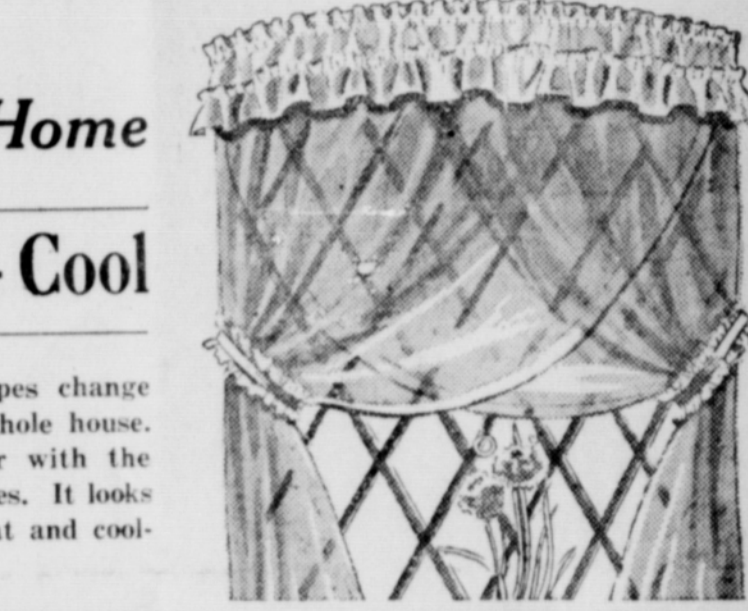 Home
Cool
pes change
hole house.
with the
es. It looks
t and cool-